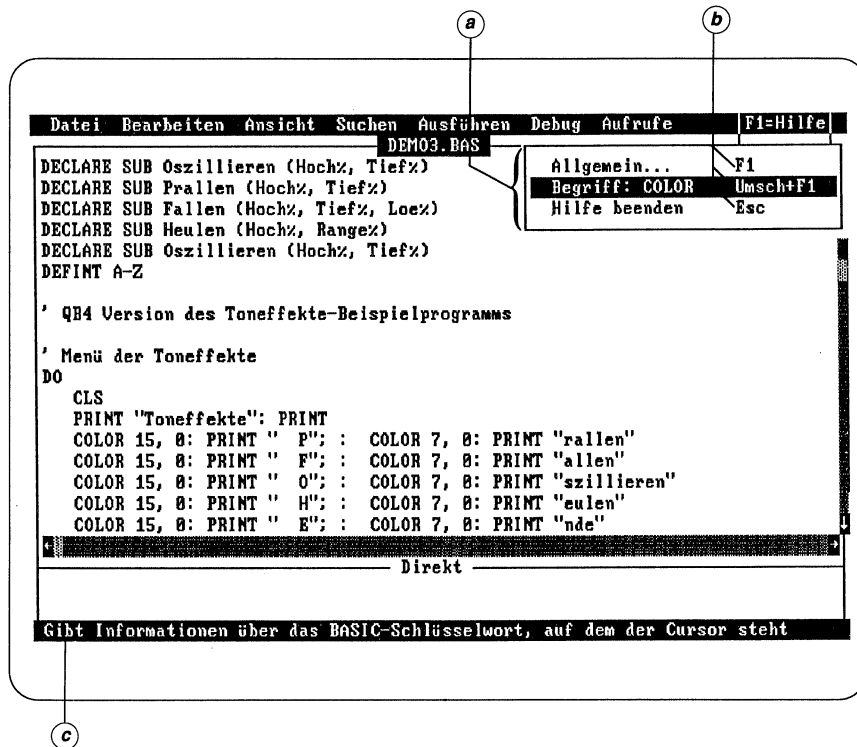 a b
Datei Bearbeiten Ansicht Suchen Ausführen Debug Aufrufe F1=Hilfe
DEMO3.BAS
DECLARE SUB Oszillieren (Hoch%, Tief%)
DECLARE SUB Prallen (Hoch%, Tief%)
DECLARE SUB Fallen (Hoch%, Tief%, Loe%)
DECLARE SUB Heulen (Hoch%, Range%)
DECLARE SUB Oszillieren (Hoch%, Tief%)
DEFINT A-Z
Allgemein... F1
Begriff: COLOR Umsch+F1
Hilfe beenden Esc
' QB4 Version des Toneffekte-Beispielprogramms
' Menü der Toneffekte
DO
CLS
PRINT "Toneffekte": PRINT
COLOR 15, 0: PRINT "  P"; :  COLOR 7, 0: PRINT "rallen"
COLOR 15, 0: PRINT "  F"; :  COLOR 7, 0: PRINT "allen"
COLOR 15, 0: PRINT "  O"; :  COLOR 7, 0: PRINT "szillieren"
COLOR 15, 0: PRINT "  H"; :  COLOR 7, 0: PRINT "eulen"
COLOR 15, 0: PRINT "  E"; :  COLOR 7, 0: PRINT "nde"
Direkt
Gibt Informationen über das BASIC-Schlüsselwort, auf dem der Cursor steht
c